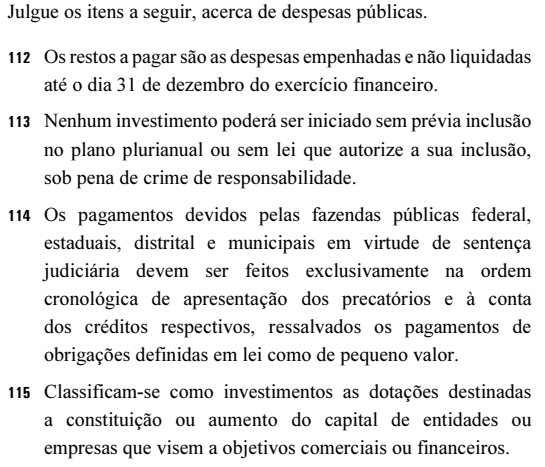 Julgue os itens a seguir, acerca de despesas públicas.
112 Os restos a pagar são as despesas empenhadas e não liquidadas
até o dia 31 de dezembro do exercício financeiro.
113 Nenhum investimento poderá ser iniciado sem prévia inclusão
no plano plurianual ou sem lei que autorize a sua inclusão,
sob pena de crime de responsabilidade.
114 Os pagamentos devidos pelas fazendas públicas federal,
estaduais, distrital e municipais em virtude de sentença
judiciária devem ser feitos exclusivamente na ordem
cronológica de apresentação dos precatórios e à conta
dos créditos respectivos, ressalvados os pagamentos de
obrigações definidas em lei como de pequeno valor.
115 Classificam-se como investimentos as dotações destinadas
a constituição ou aumento do capital de entidades ou
empresas que visem a objetivos comerciais ou financeiros.